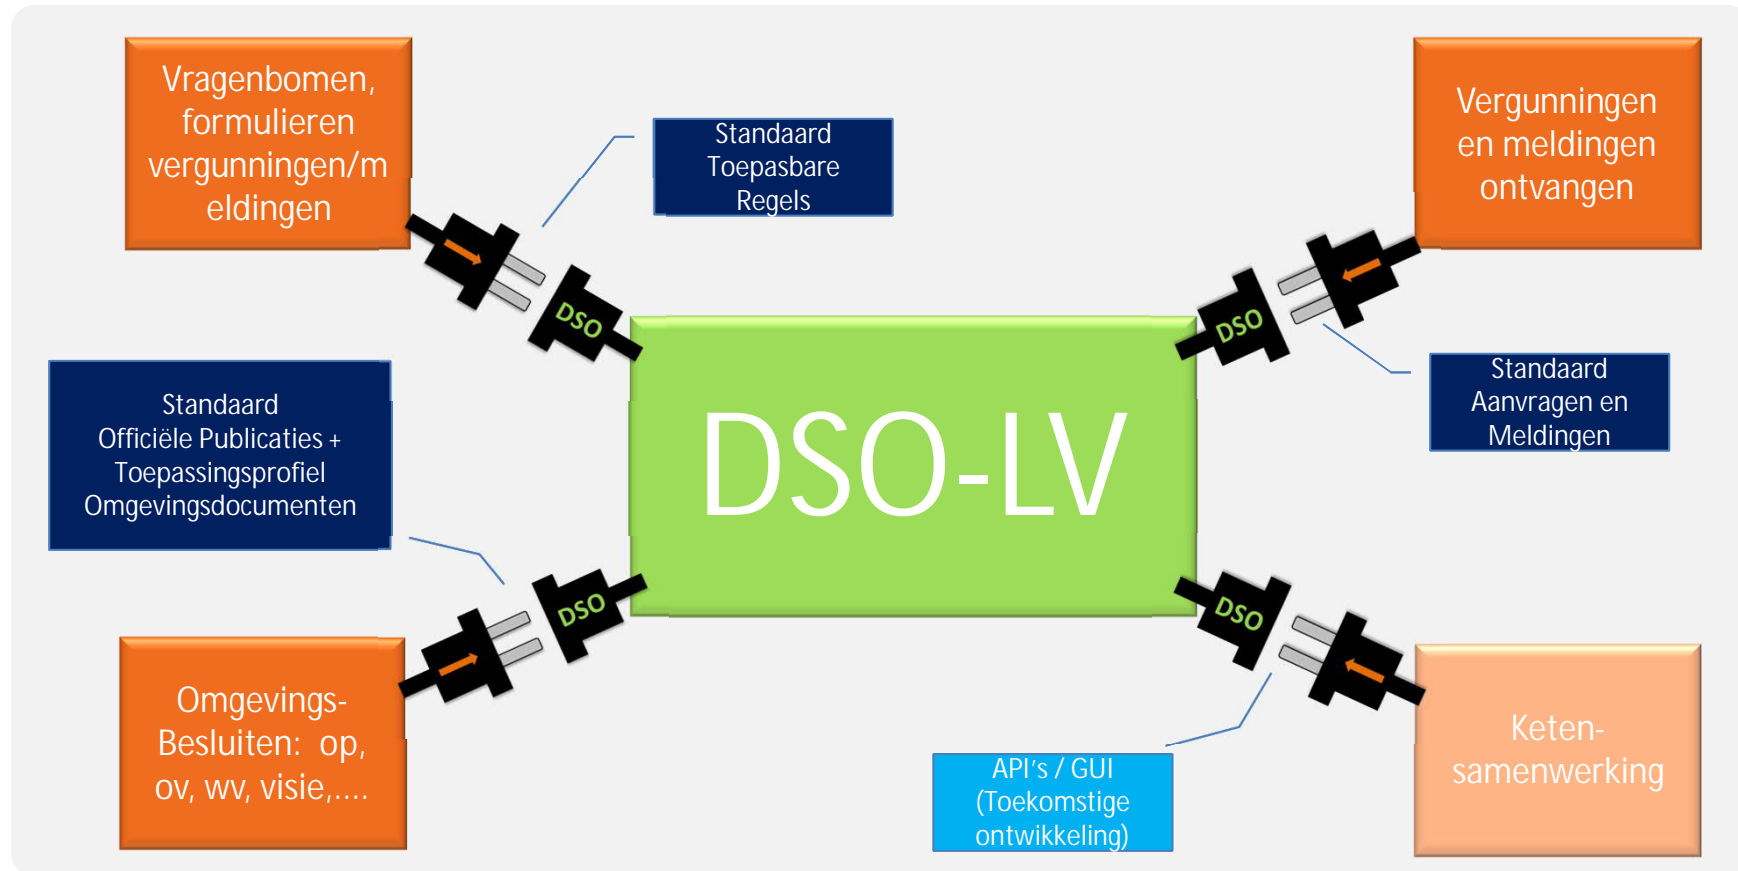 Vragenbomen,
formulieren
vergunningen/m
eldingen
Standaard
Toepasbare
Regels
Vergunningen
en meldingen
ontvangen
DSO
DSO
Standaard
Officiële Publicaties +
Toepassingsprofiel
Omgevingsdocumenten
DSO-LV
Standaard
Aanvragen en
Meldingen
DSO
DSO
Omgevings-
Besluiten:  op,
ov, wv, visie,....
API's / GUI
(Toekomstige
ontwikkeling)
Keten-
samenwerking